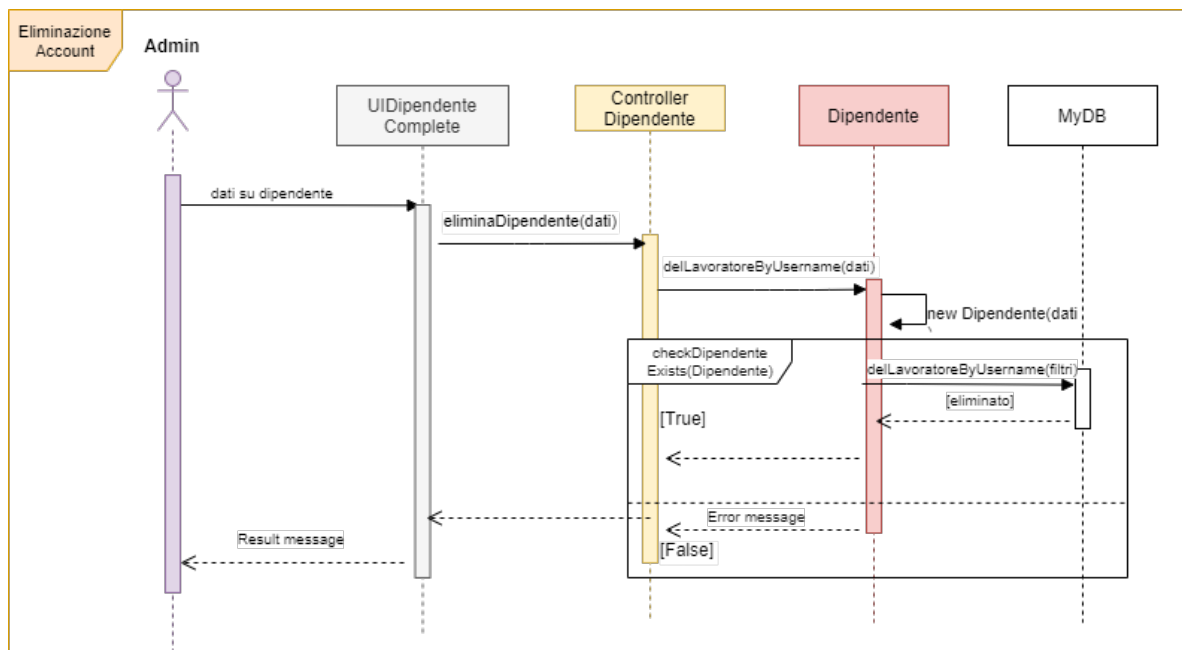 Eliminazione
Account
Admin
UIDipendente
Complete
Controller
Dipendente
Dipendente
MyDB
dati su dipendente
eliminaDipendente(dati)
delLavoratoreByUsername(dati)
new Dipendente(dati
checkDipendente
Exists(Dipendente)
delLavoratoreByUsername(filtri)
[eliminato]
[True]
Error message
Result message
[False]